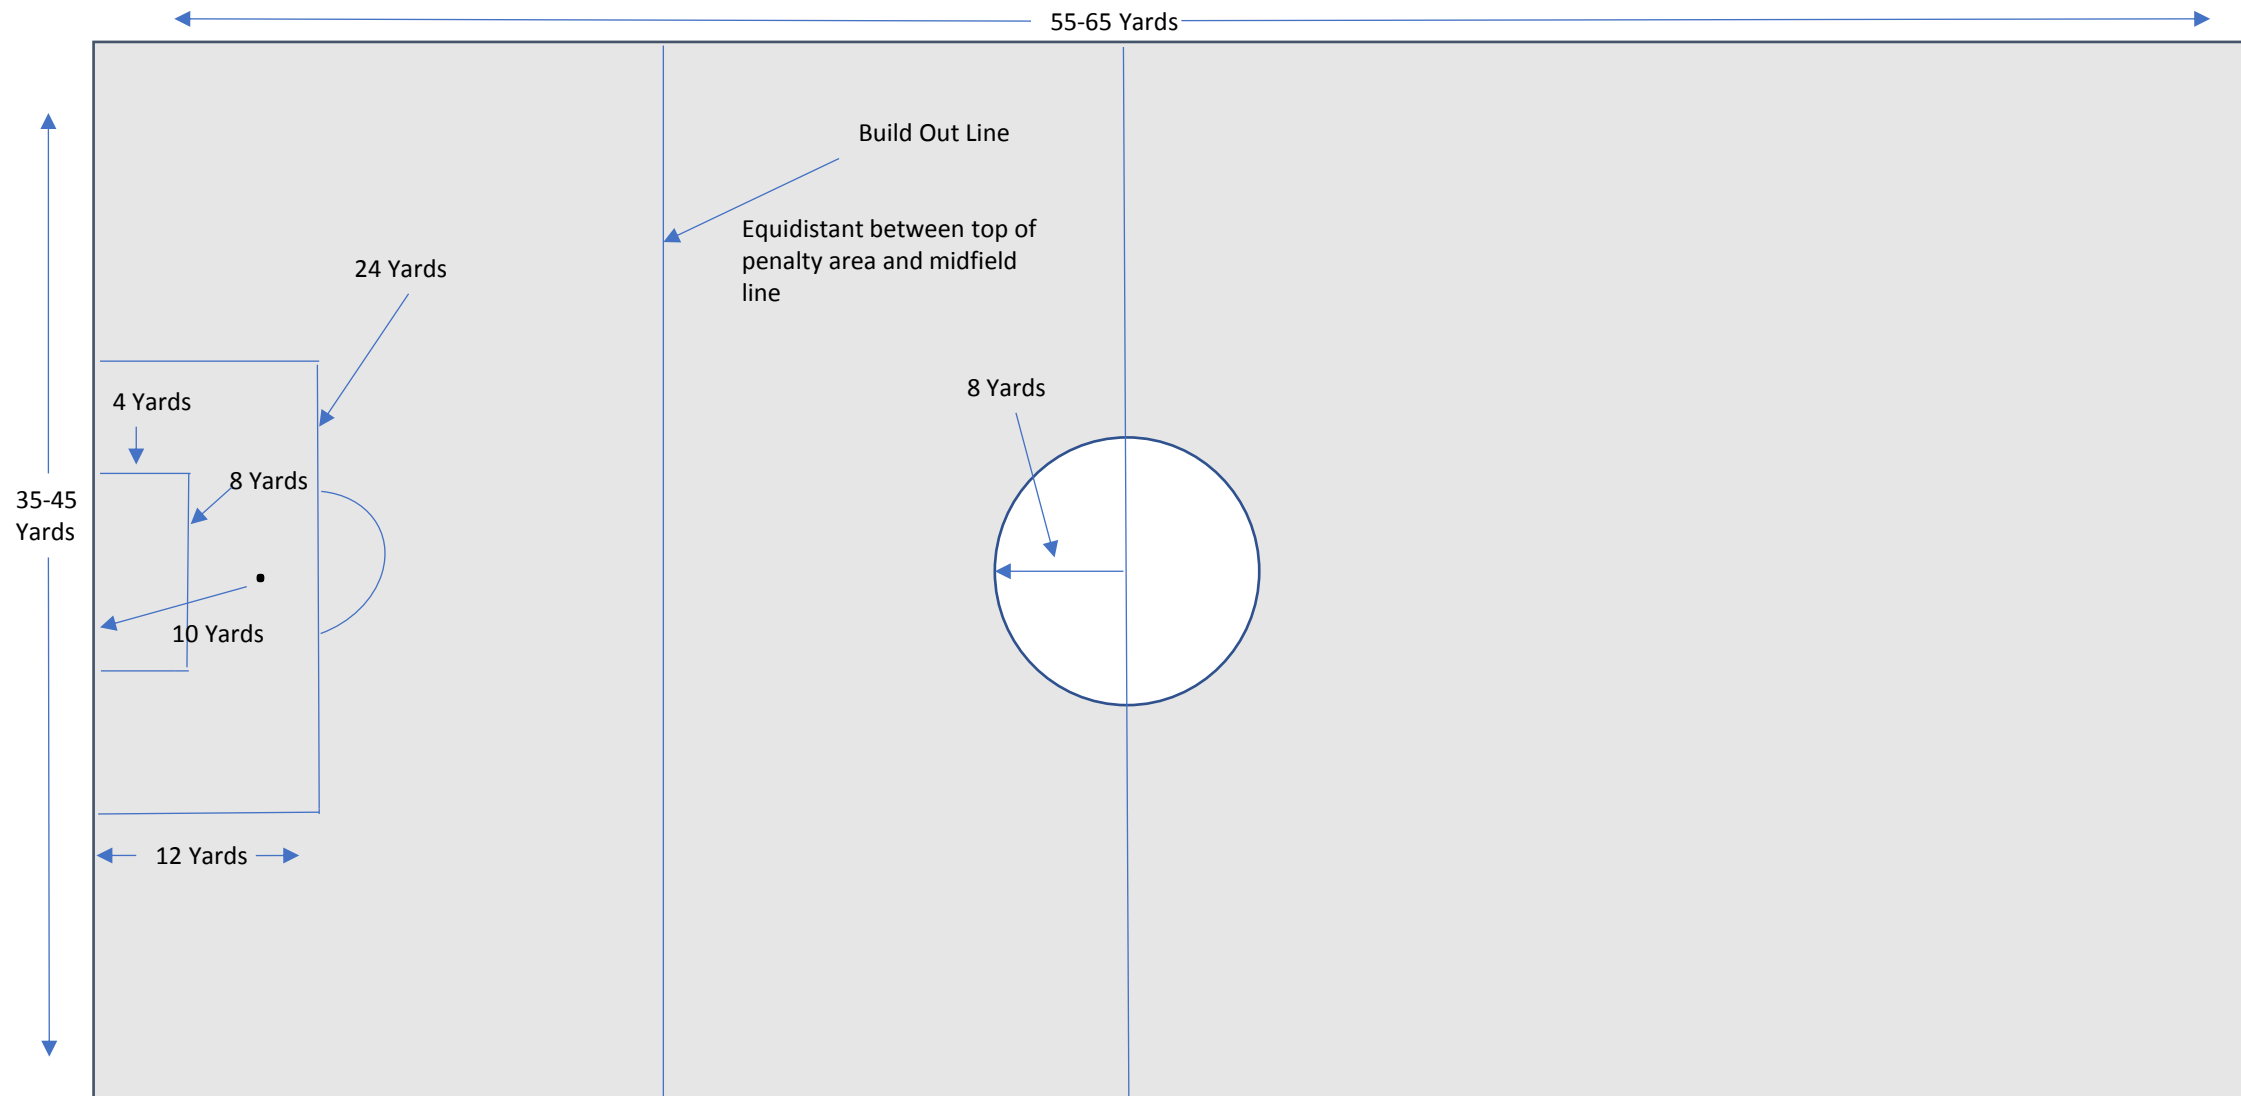 55-65 Yards
Build Out Line
Equidistant between top of
penalty area and midfield
line
24 Yards
8 Yards
4 Yards
8 Yards
35-45
Yards
10 Yards
12 Yards